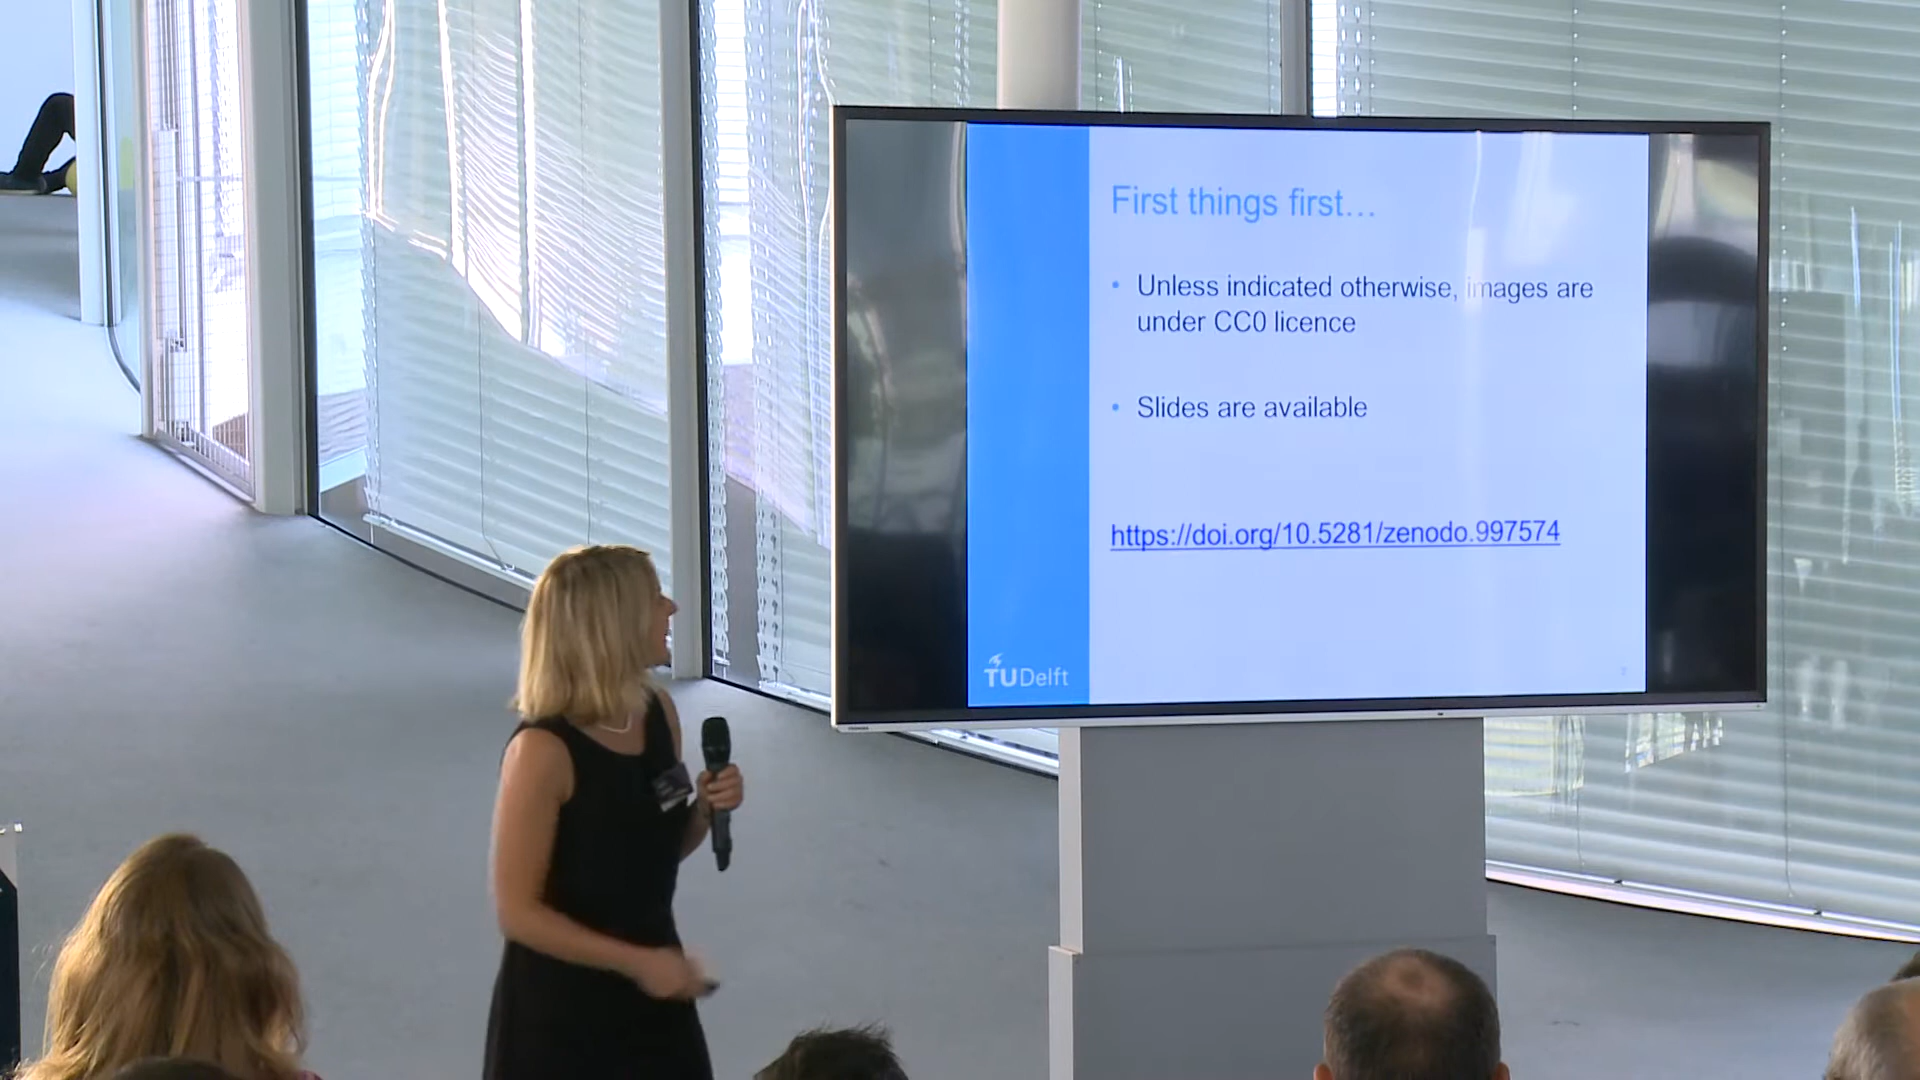 First things first...
• Unless indicated otherwise, images are
under CC0 licence
• Slides are available
https://doi.org/10.5281/zenodo.997574
TUDelft